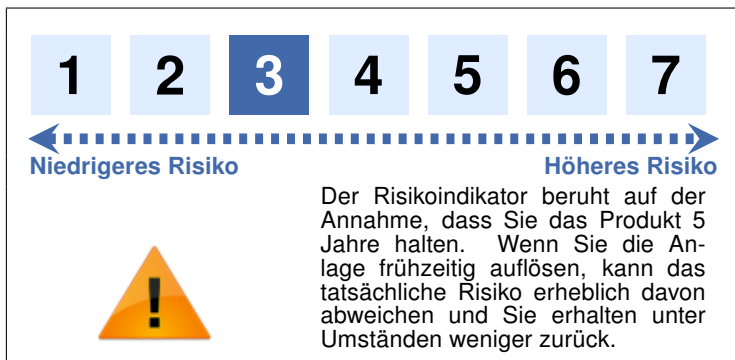 1 2 3 4 5 6 7
Niedrigeres Risiko Höheres Risiko
Der Risikoindikator beruht auf der
Annahme, dass Sie das Produkt 5
Jahre halten. Wenn Sie die An-
lage frühzeitig auflösen, kann das
tatsächliche Risiko erheblich davon
abweichen und Sie erhalten unter
Umständen weniger zurück.
!